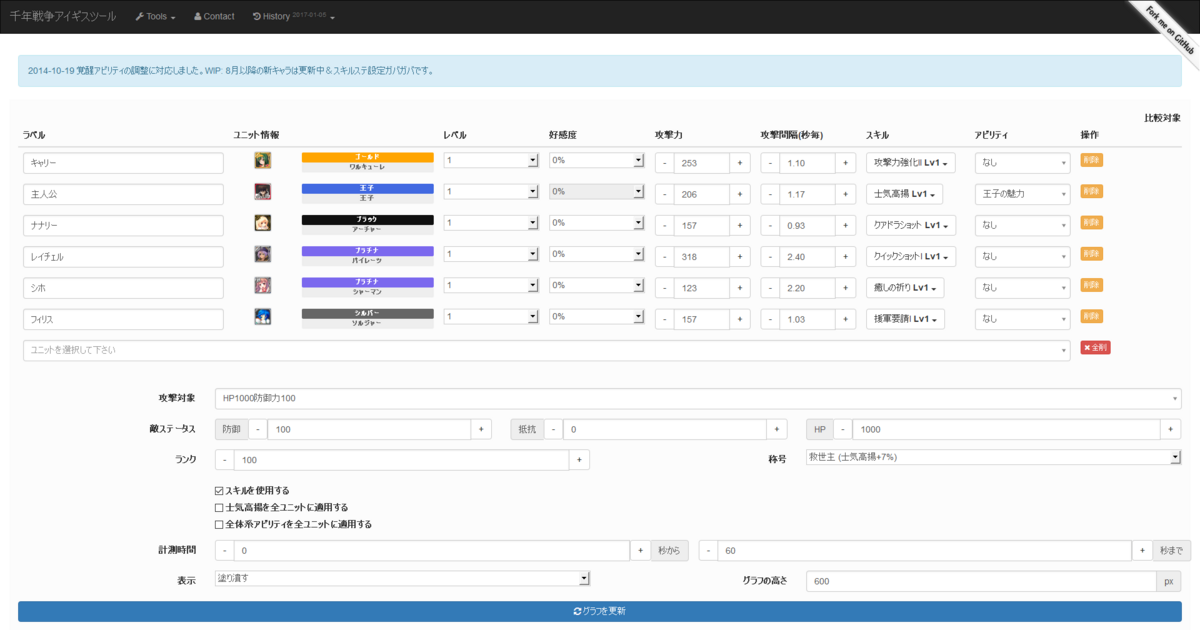 千年戦争アイギスツール Tools Contact History 2017-01-05
Fork me on GitHub
2014-10-19 覚醒アビリティの調整に対応しました。WIP: 8月以降の新キャラは更新中＆スキルステ設定ガバガバです。
比較対象
ラベル ユニット情報 レベル 好感度 攻撃力 攻撃間隔(秒毎) スキル アビリティ 操作
キャリー ゴールド ワルキューレ 1 0% - 253 + - 1.10 + 攻撃力強化II Lv1 なし 削除
主人公 王子 王子 1 0% - 206 + - 1.17 + 士気高揚 Lv1 王子の魅力 削除
ナナリー ブラック アーチャー 1 0% - 157 + - 0.93 + クアドラショット Lv1 なし 削除
レイチェル プラチナ パイレーツ 1 0% - 318 + - 2.40 + クイックショットI Lv1 なし 削除
シホ プラチナ シャーマン 1 0% - 123 + - 2.20 + 癒しの祈り Lv1 なし 削除
フィリス シルバー ソルジャー 1 0% - 157 + - 1.03 + 援軍要請I Lv1 なし 削除
ユニットを選択して下さい 全削
攻撃対象 HP1000防御力100
敵ステータス 防御 - 100 + 抵抗 - 0 + HP - 1000 +
ランク - 100 + 称号 救世主 (士気高揚+7%)
スキルを使用する
士気高揚を全ユニットに適用する
全体系アビリティを全ユニットに適用する
計測時間 - 0 + 秒から - 60 + 秒まで
表示 塗り潰す グラフの高さ 600 px
グラフを更新